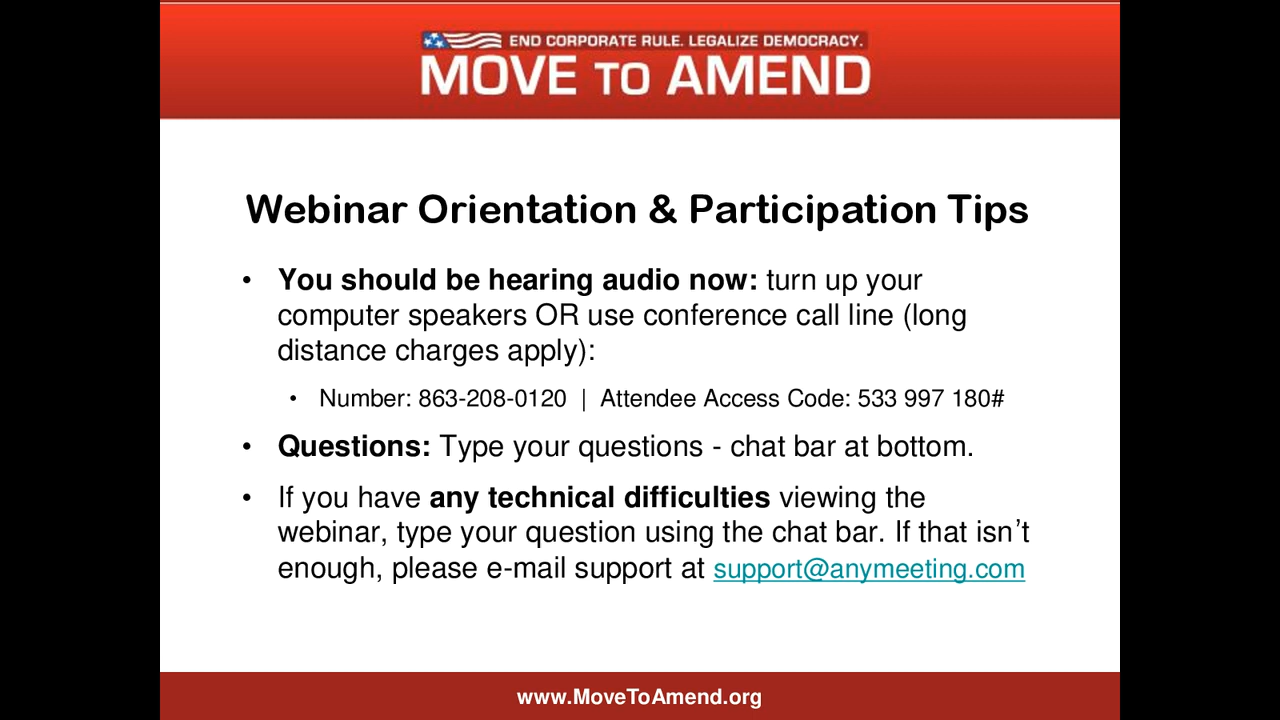 END CORPORATE RULE. LEGALIZE DEMOCRACY.
MOVE TO AMEND
Webinar Orientation & Participation Tips
• You should be hearing audio now: turn up your
computer speakers OR use conference call line (long
distance charges apply):
• Number: 863-208-0120 | Attendee Access Code: 533 997 180#
• Questions: Type your questions - chat bar at bottom.
• If you have any technical difficulties viewing the
webinar, type your question using the chat bar. If that isn’t
enough, please e-mail support at support@anymeeting.com
www.MoveToAmend.org